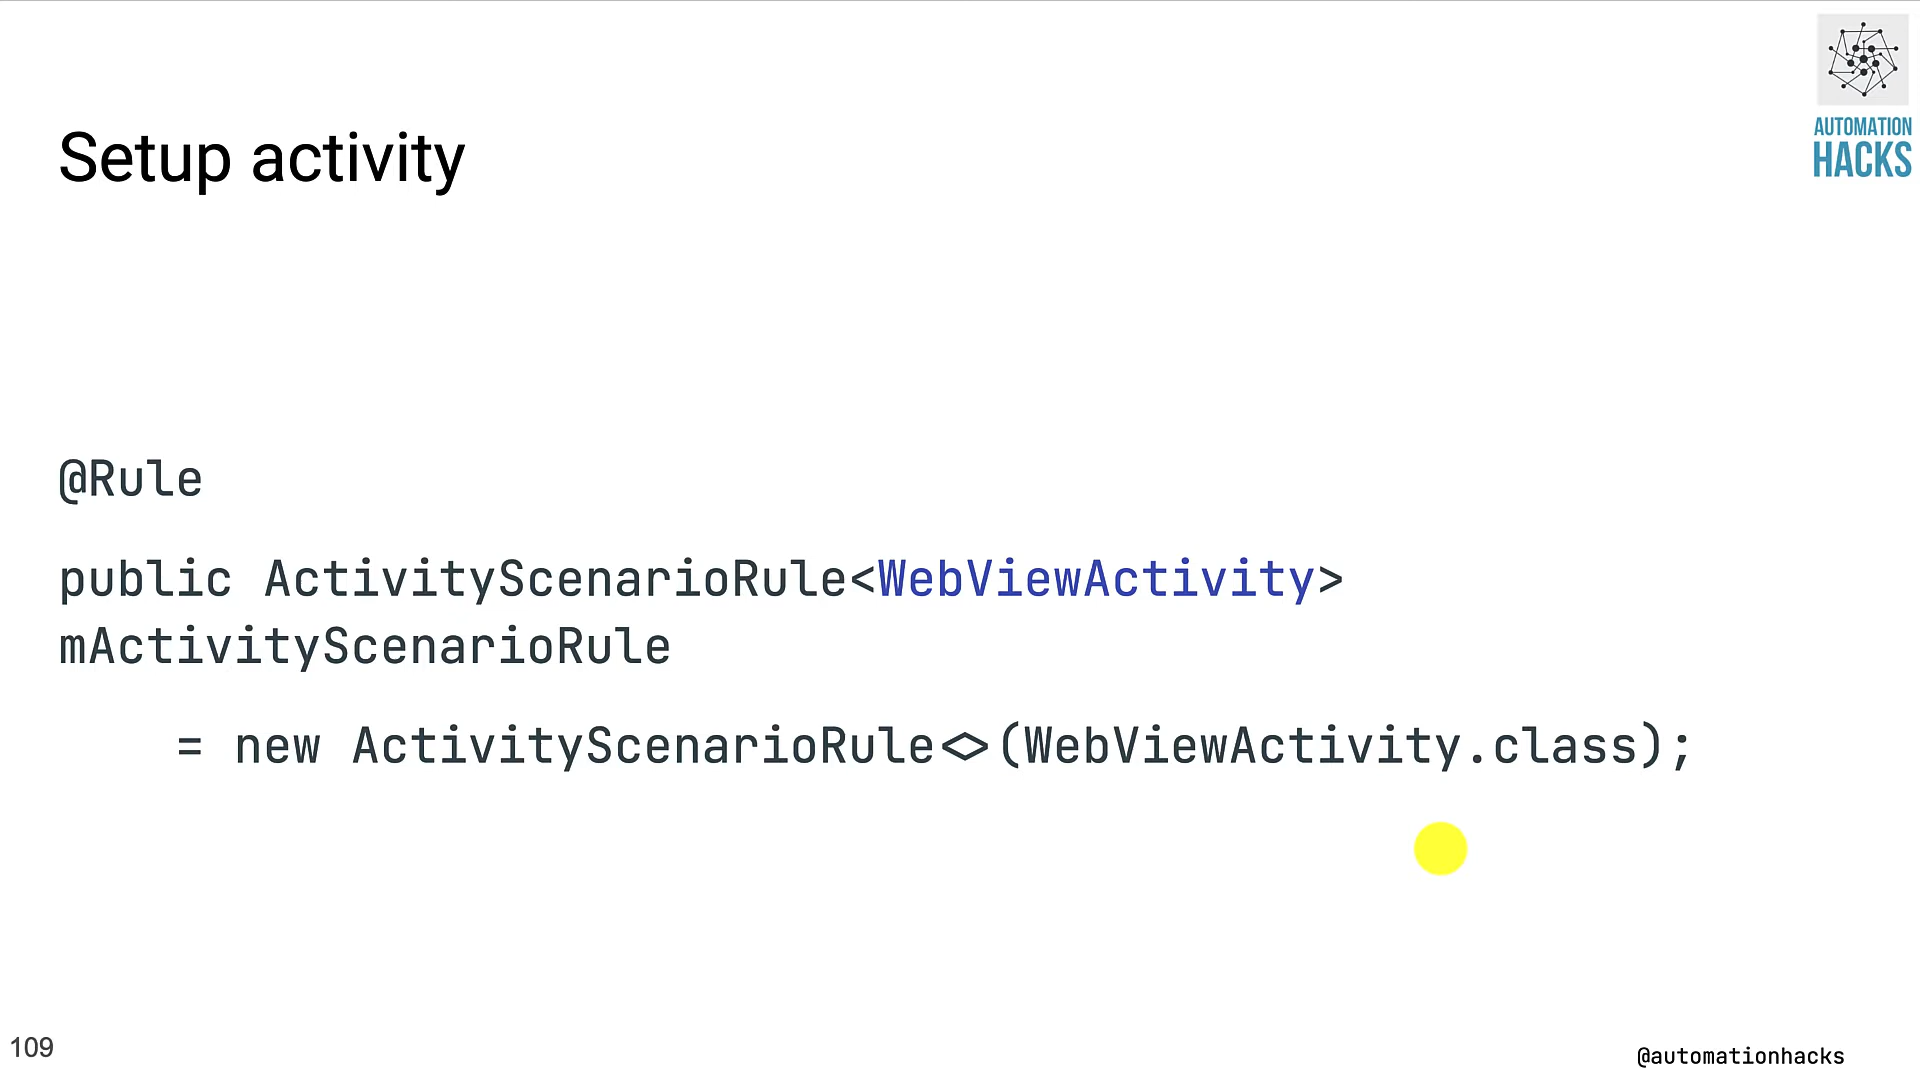 AUTOMATION
HACKS
Setup activity
@Rule
public ActivityScenarioRule<WebViewActivity>
mActivityScenarioRule
= new ActivityScenarioRule<>(WebViewActivity.class);
109
@automationhacks